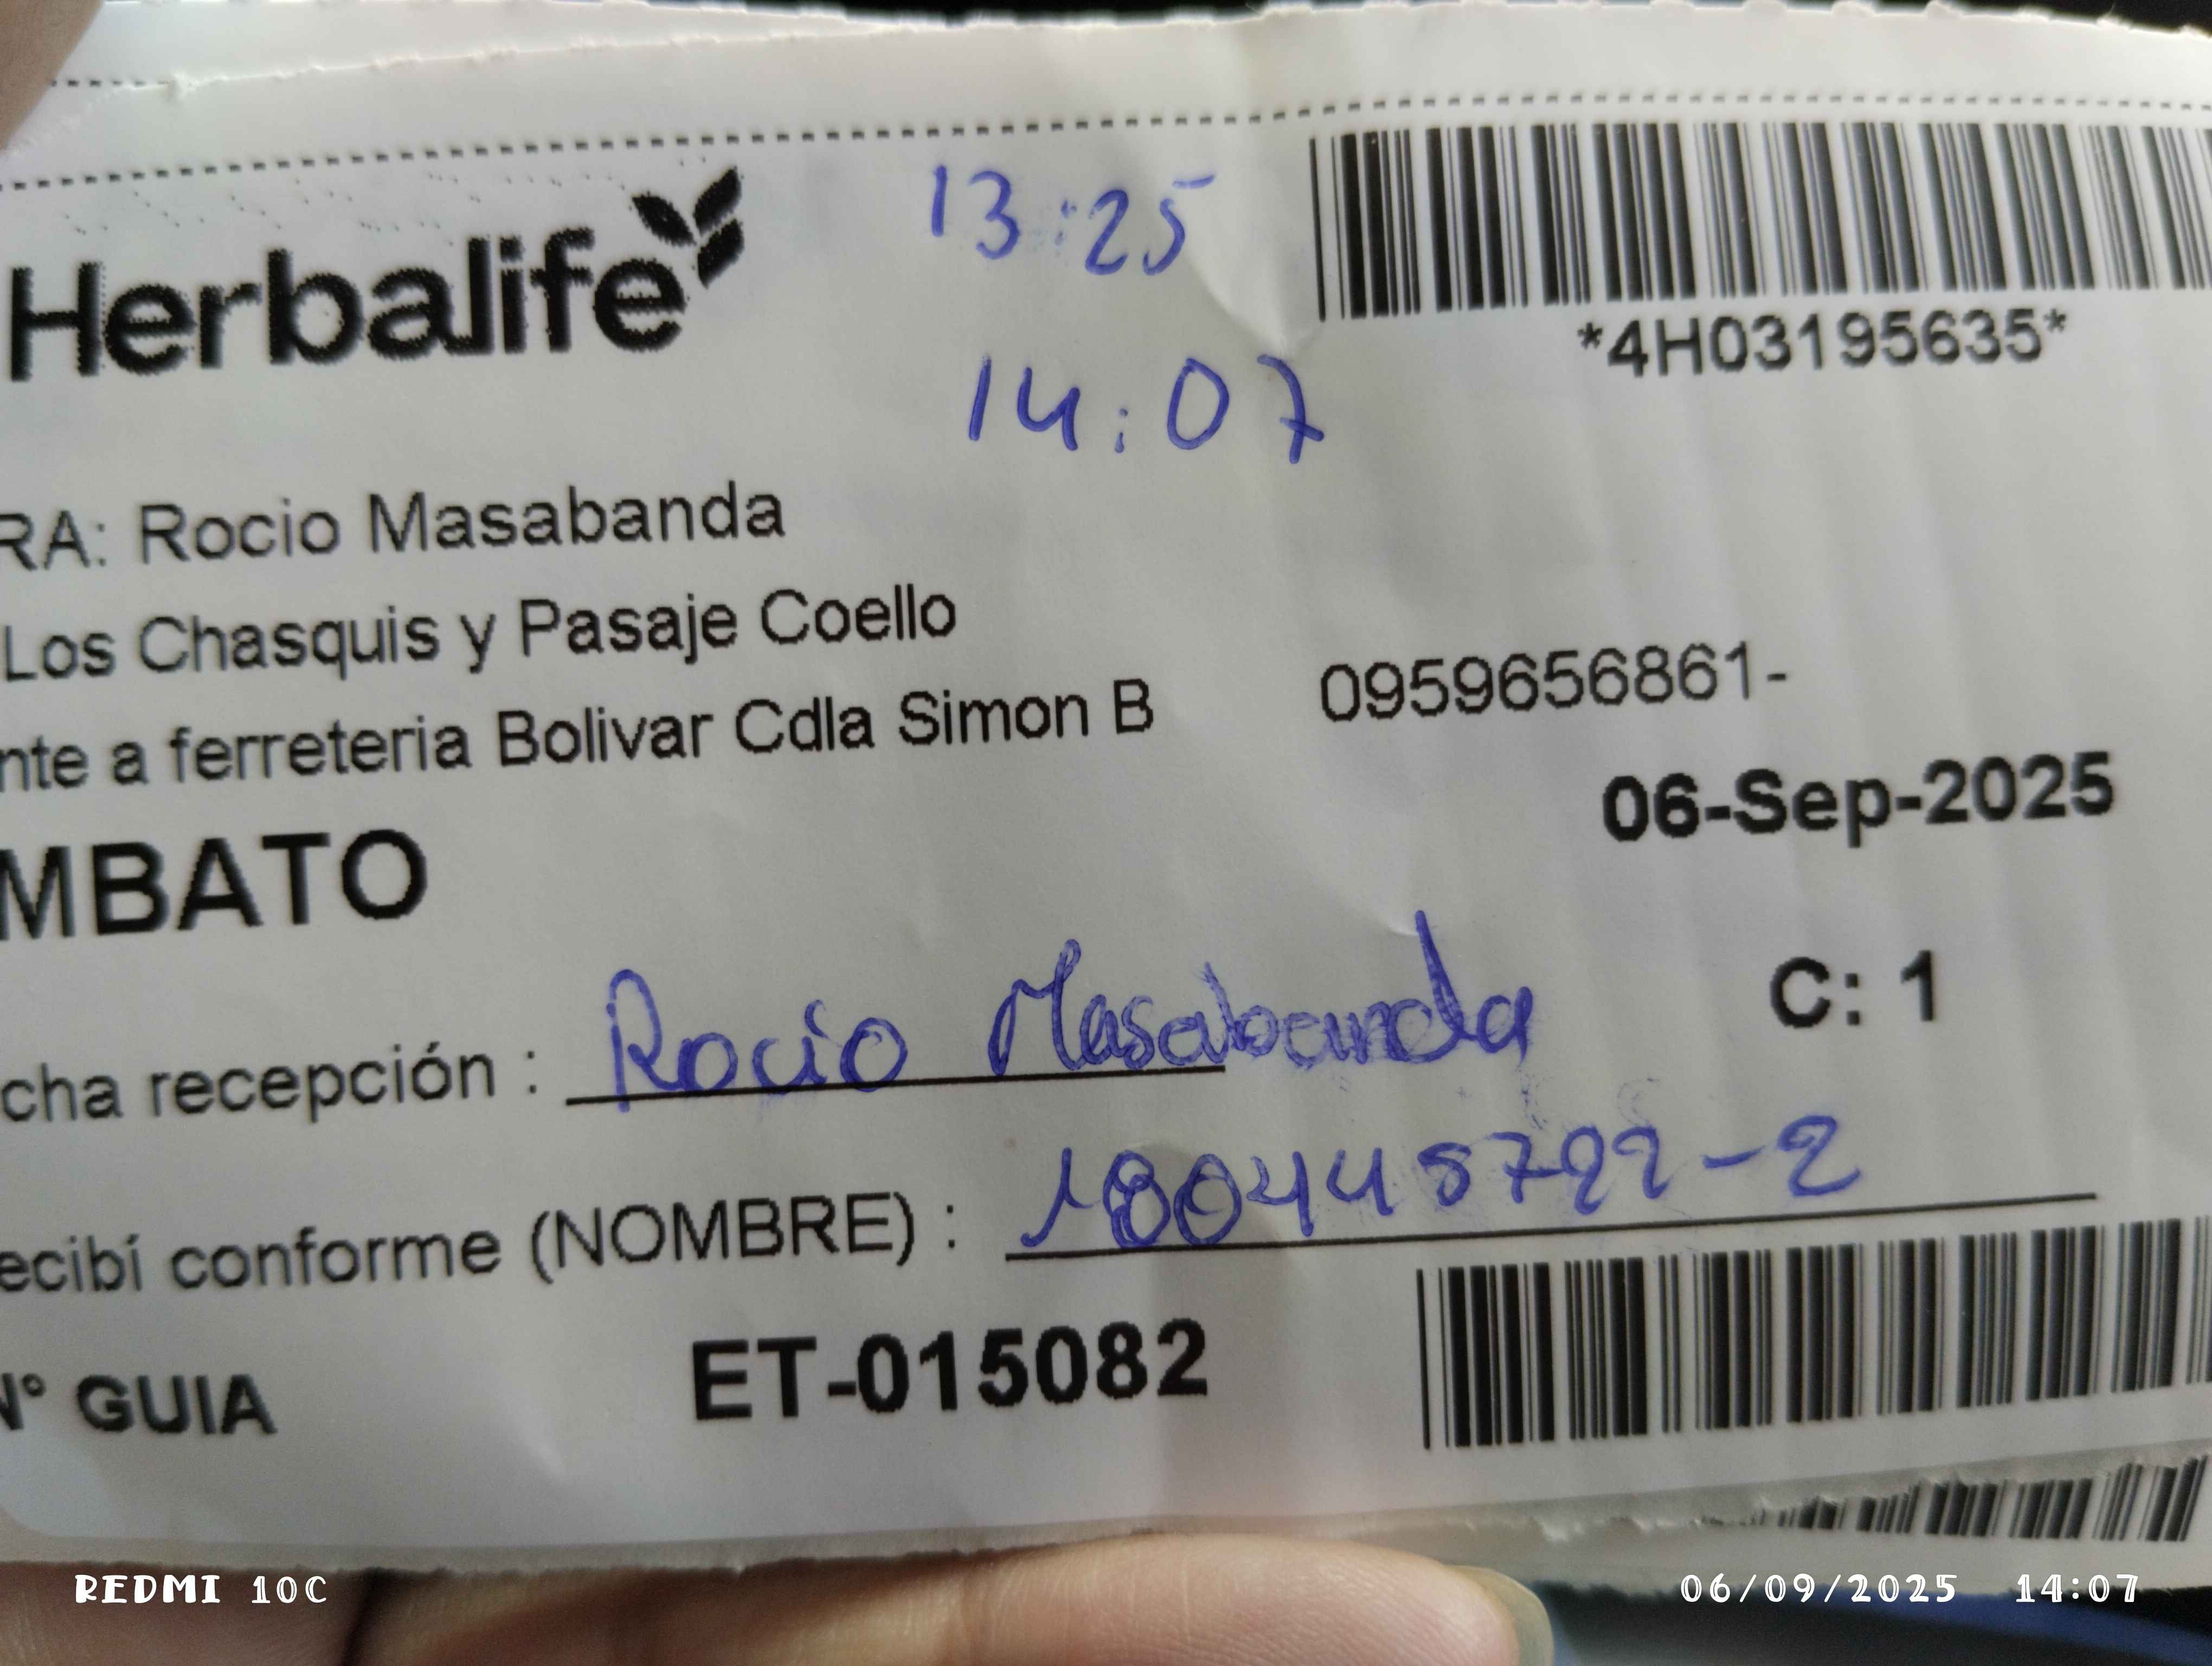 13:25
Herbalife
*4H03195635*
14:07
RA: Rocio Masabanda
Los Chasquis y Pasaje Coello
nte a ferreteria Bolivar Cdla Simon B 0959656861-
06-Sep-2025
MBATO
C: 1
cha recepción : Rocio Masabanda
ecibí conforme (NOMBRE) :
N° GUIA ET-015082
REDMI 10C 06/09/2025 14:07